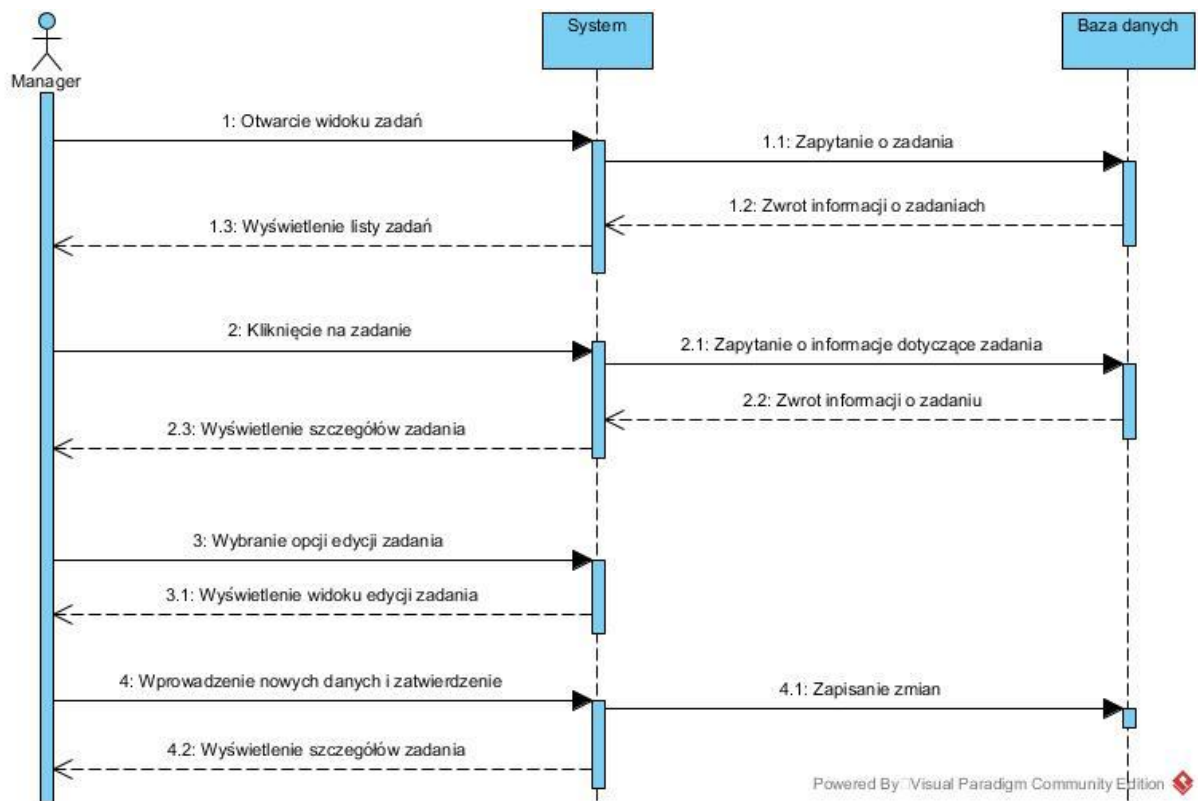 System
Baza danych
Manager
1: Otwarcie widoku zadań
1.1: Zapytanie o zadania
1.2: Zwrot informacji o zadaniach
1.3: Wyświetlenie listy zadań
2: Kliknięcie na zadanie
2.1: Zapytanie o informacje dotyczące zadania
2.2: Zwrot informacji o zadaniu
2.3: Wyświetlenie szczegółów zadania
3: Wybranie opcji edycji zadania
3.1: Wyświetlenie widoku edycji zadania
4: Wprowadzenie nowych danych i zatwierdzenie
4.1: Zapisanie zmian
4.2: Wyświetlenie szczegółów zadania
Powered By Visual Paradigm Community Edition